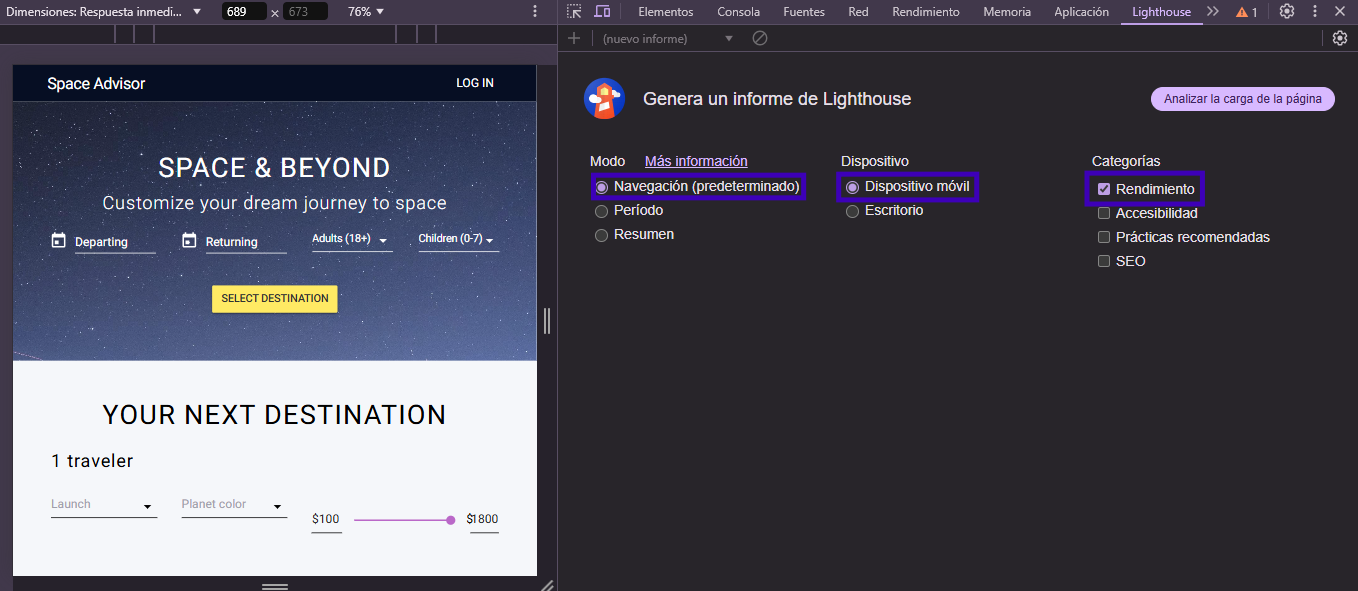 Dimensiones: Respuesta inmedi... 689 × 673 76%
Elementos Consola Fuentes Red Rendimiento Memoria Aplicación Lighthouse 1
(nuevo informe)
Space Advisor LOG IN
SPACE & BEYOND
Customize your dream journey to space
Departing Returning Adults (18+) Children (0-7)
SELECT DESTINATION
YOUR NEXT DESTINATION
1 traveler
Launch Planet color $100 $1800
Genera un informe de Lighthouse
Analizar la carga de la página
Modo Más información
Navegación (predeterminado)
Período
Resumen
Dispositivo
Dispositivo móvil
Escritorio
Categorías
Rendimiento
Accesibilidad
Prácticas recomendadas
SEO